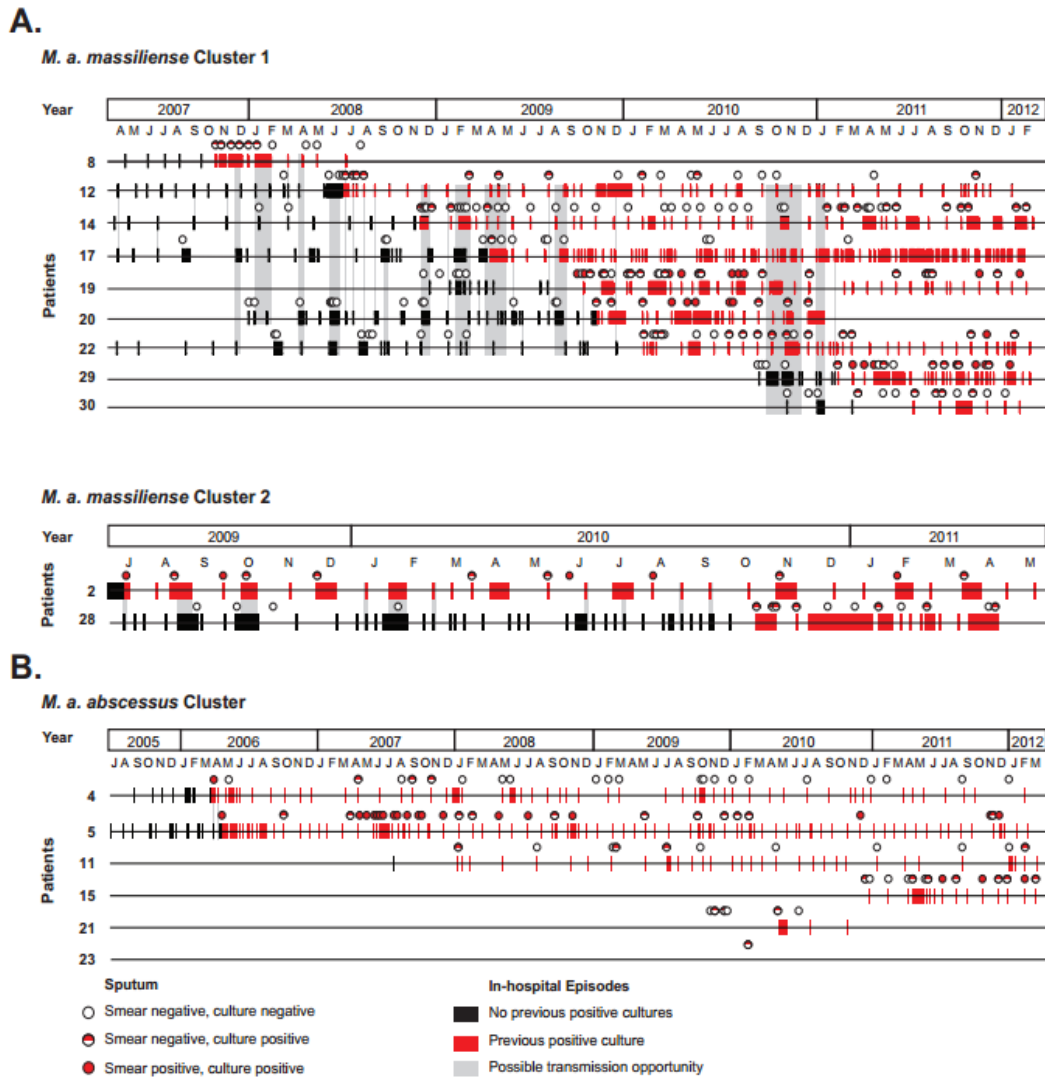 A.
M. a. massiliense Cluster 1
Year 2007 2008 2009 2010 2011 2012
A M J J A S O N D J F M A M J J A S O N D J F M A M J J A S O N D J F M A M J J A S O N D J F M A M J J A S O N D J F
Patients
8
12
14
17
19
20
22
29
30
M. a. massiliense Cluster 2
Year 2009 2010 2011
J A S O N D J F M A M J J A S O N D J F M A M
Patients
2
28
B.
M. a. abscessus Cluster
Year 2005 2006 2007 2008 2009 2010 2011 2012
J A S O N D J F M A M J J A S O N D J F M A M J J A S O N D J F M A M J J A S O N D J F M A M J J A S O N D J F M A M J J A S O N D J F M A M J J A S O N D J F M
Patients
4
5
11
15
21
23
Sputum
Smear negative, culture negative
Smear negative, culture positive
Smear positive, culture positive
In-hospital Episodes
No previous positive cultures
Previous positive culture
Possible transmission opportunity